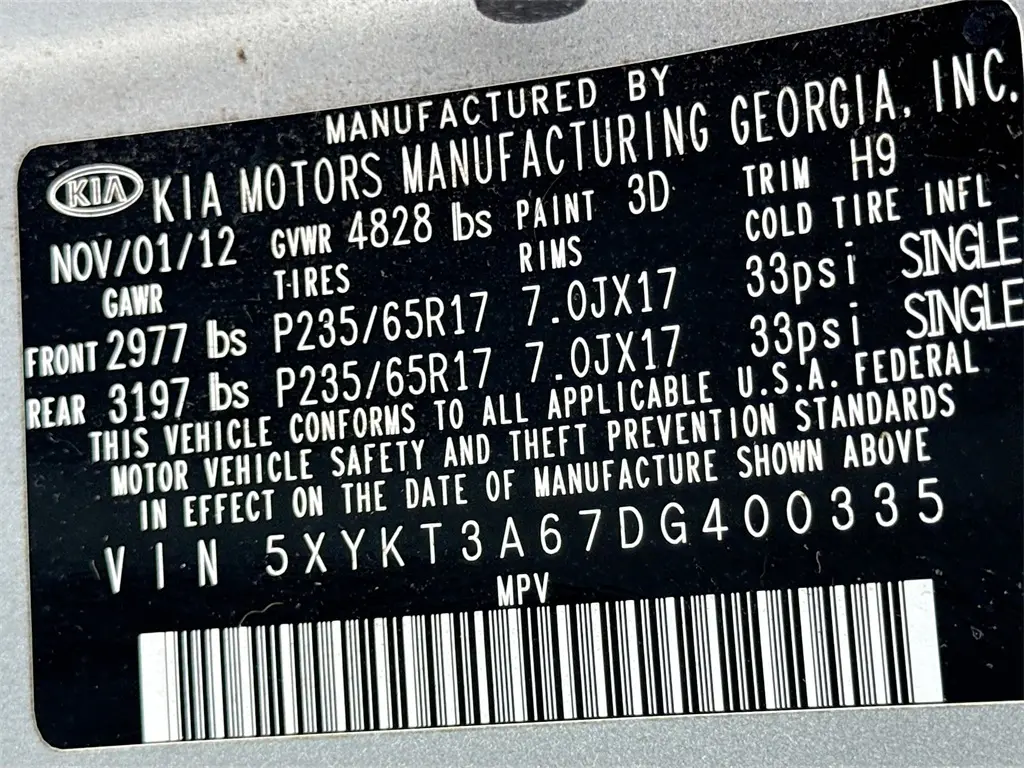 MANUFACTURED BY
KIA KIA MOTORS MANUFACTURING GEORGIA, INC.
NOV/01/12 GVWR 4828 lbs PAINT 3D TRIM H9
GAWR TIRES RIMS COLD TIRE INFL
FRONT 2977 lbs P235/65R17 7.0JX17 33psi SINGLE
REAR 3197 lbs P235/65R17 7.0JX17 33psi SINGLE
THIS VEHICLE CONFORMS TO ALL APPLICABLE U.S.A. FEDERAL
MOTOR VEHICLE SAFETY AND THEFT PREVENTION STANDARDS
IN EFFECT ON THE DATE OF MANUFACTURE SHOWN ABOVE
VIN 5XYKT3A67DG400335
MPV